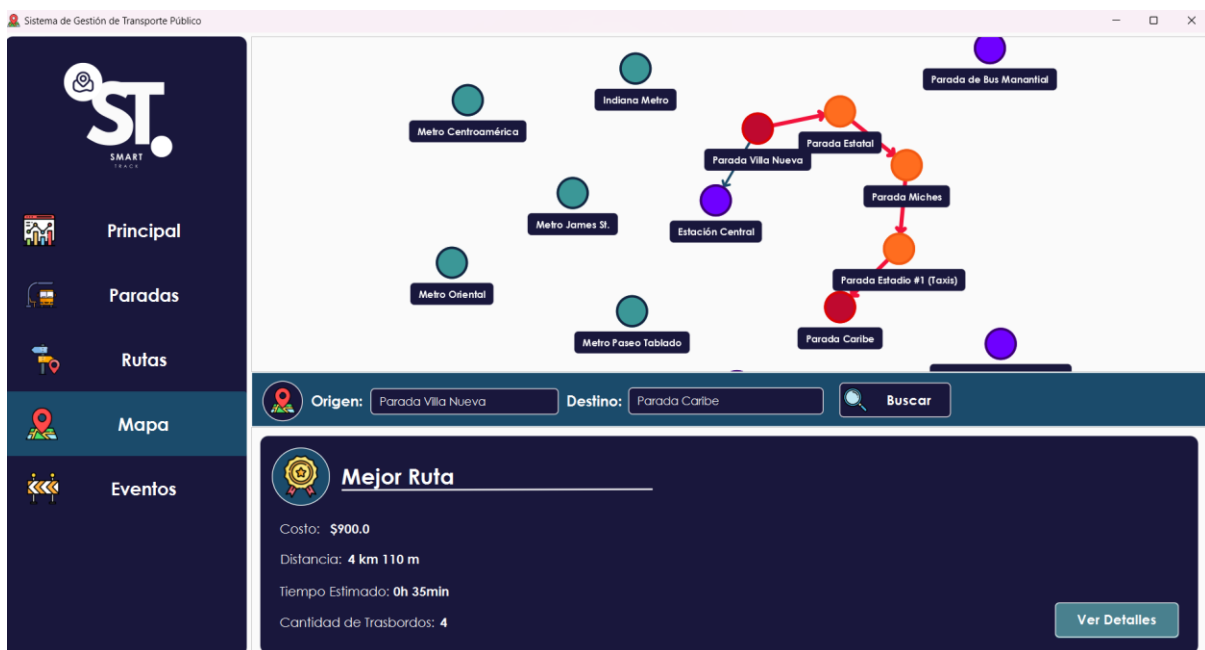 Sistema de Gestión de Transporte Público
ST.
SMART
TRACK
Principal
Paradas
Rutas
Mapa
Eventos
Parada de Bus Manantial
Indiana Metro
Metro Centroamérica
Parada Estatal
Parada Villa Nueva
Parada Miches
Metro James St.
Estación Central
Parada Estadio #1 (Taxis)
Metro Oriental
Parada Caribe
Metro Paseo Tablado
Origen: Parada Villa Nueva Destino: Parada Caribe Buscar
Mejor Ruta
Costo: $900.0
Distancia: 4 km 110 m
Tiempo Estimado: 0h 35min
Cantidad de Trasbordos: 4
Ver Detalles